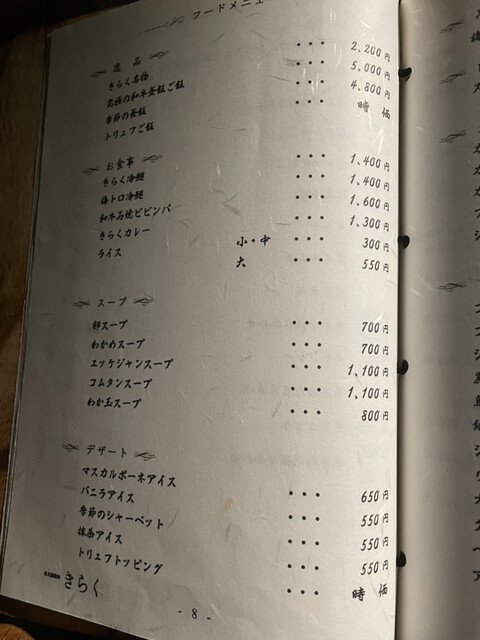 フードメニュ
逸品
きらく名物 ・・・ 2,200円
究極の和牛釜飯ご飯 ・・・ 5,000円
季節の釜飯 ・・・ 4,800円
トリュフご飯 ・・・ 時価
お食事
きらく冷麺 ・・・ 1,400円
梅トロ冷麺 ・・・ 1,400円
和牛石焼ビビンバ ・・・ 1,600円
きらくカレー ・・・ 1,300円
ライス 小・中 ・・・ 300円
大 ・・・ 550円
スープ
卵スープ ・・・ 700円
わかめスープ ・・・ 700円
ユッケジャンスープ ・・・ 1,100円
コムタンスープ ・・・ 1,100円
わか玉スープ ・・・ 800円
デザート
マスカルポーネアイス ・・・ 650円
バニラアイス ・・・ 550円
季節のシャーベット ・・・ 550円
抹茶アイス ・・・ 550円
トリュフトッピング ・・・ 時価
きらく
- 8 -